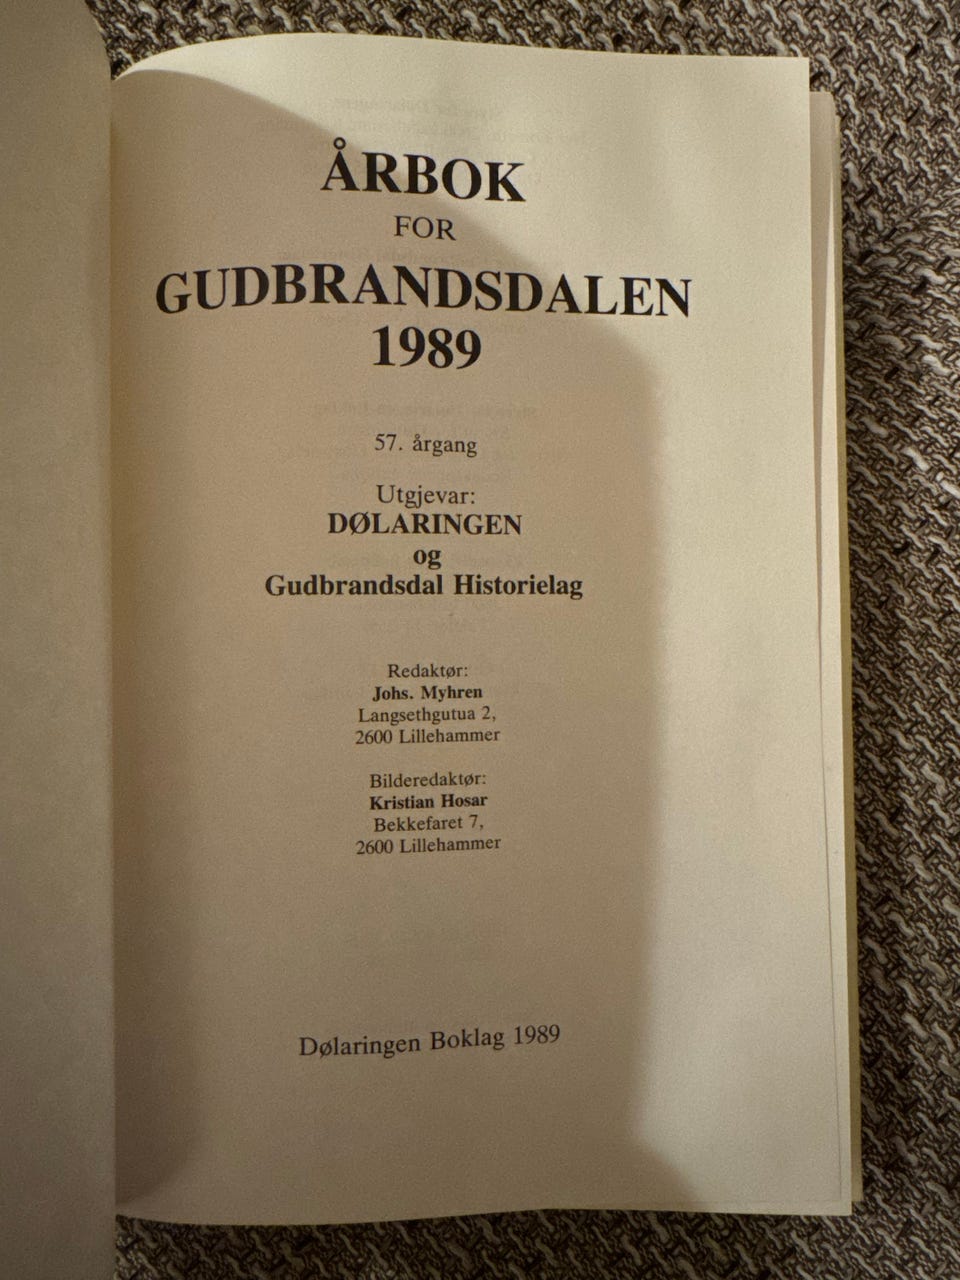 ÅRBOK
FOR
GUDBRANDSDALEN
1989
57. årgang
Utgjevar:
DØLARINGEN
og
Gudbrandsdal Historielag
Redaktør:
Johs. Myhren
Langsethgutua 2,
2600 Lillehammer
Bilderedaktør:
Kristian Hosar
Bekkefaret 7,
2600 Lillehammer
Dølaringen Boklag 1989